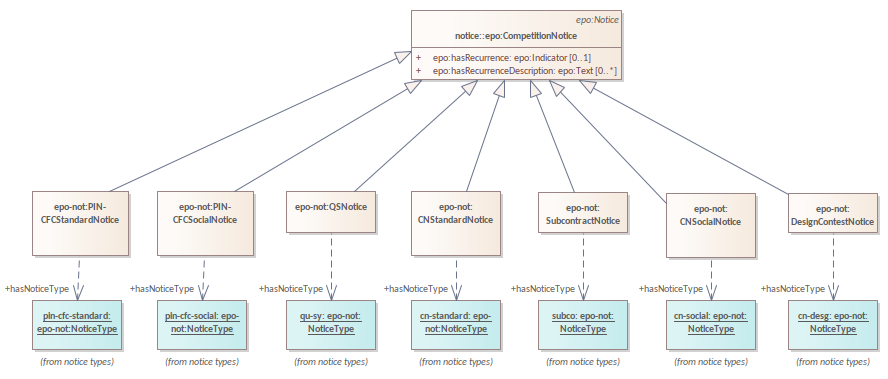 epo:Notice
notice::epo:CompetitionNotice
+ epo:hasRecurrence: epo:Indicator [0..1]
+ epo:hasRecurrenceDescription: epo:Text [0..*]
epo-not:PIN-
CFCStandardNotice
epo-not:PIN-
CFCSocialNotice
epo-not:QSNotice
epo-not:
CNStandardNotice
epo-not:
SubcontractNotice
epo-not:
CNSocialNotice
epo-not:
DesignContestNotice
+hasNoticeType
+hasNoticeType
+hasNoticeType
+hasNoticeType
+hasNoticeType
+hasNoticeType
+hasNoticeType
pin-cfc-standard:
epo-not:NoticeType
pin-cfc-social: epo-
not:NoticeType
qu-sy: epo-not:
NoticeType
cn-standard: epo-
not:NoticeType
subco: epo-not:
NoticeType
cn-social: epo-not:
NoticeType
cn-desg: epo-not:
NoticeType
(from notice types)
(from notice types)
(from notice types)
(from notice types)
(from notice types)
(from notice types)
(from notice types)